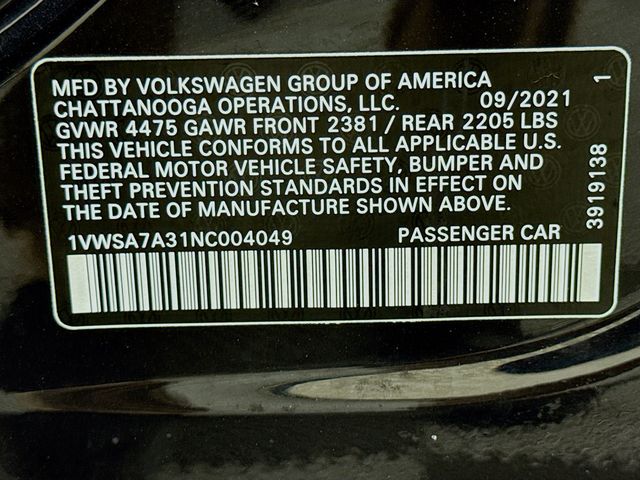 MFD BY VOLKSWAGEN GROUP OF AMERICA
CHATTANOOGA OPERATIONS, LLC. 09/2021
GVWR 4475 GAWR FRONT 2381 / REAR 2205 LBS
THIS VEHICLE CONFORMS TO ALL APPLICABLE U.S.
FEDERAL MOTOR VEHICLE SAFETY, BUMPER AND
THEFT PREVENTION STANDARDS IN EFFECT ON
THE DATE OF MANUFACTURE SHOWN ABOVE.
1VWSA7A31NC004049 PASSENGER CAR
3919138 1